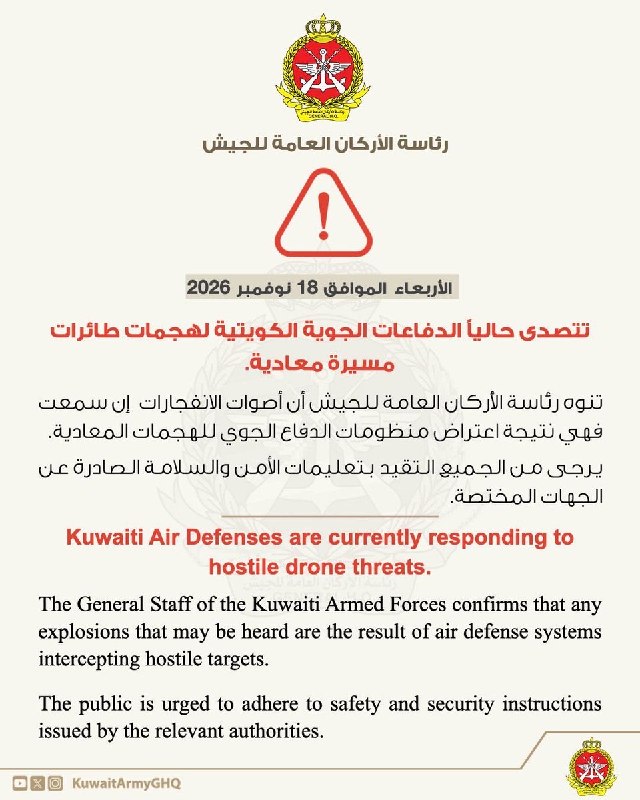 GENERAL H.Q.
رئاسة الأركان العامة للجيش
الأربعاء الموافق 18 نوفمبر 2026
تتصدى حالياً الدفاعات الجوية الكويتية لهجمات طائرات
مسيرة معادية.
تنوه رئاسة الأركان العامة للجيش أن أصوات الانفجارات إن سمعت
فهي نتيجة اعتراض منظومات الدفاع الجوي للهجمات المعادية.
يرجى من الجميع التقيد بتعليمات الأمن والسلامة الصادرة عن
الجهات المختصة.
Kuwaiti Air Defenses are currently responding to
hostile drone threats.
رئاسة الأركان العامة للجيش
The General Staff of the Kuwaiti Armed Forces confirms that any
explosions that may be heard are the result of air defense systems
intercepting hostile targets.
The public is urged to adhere to safety and security instructions
issued by the relevant authorities.
KuwaitArmyGHQ